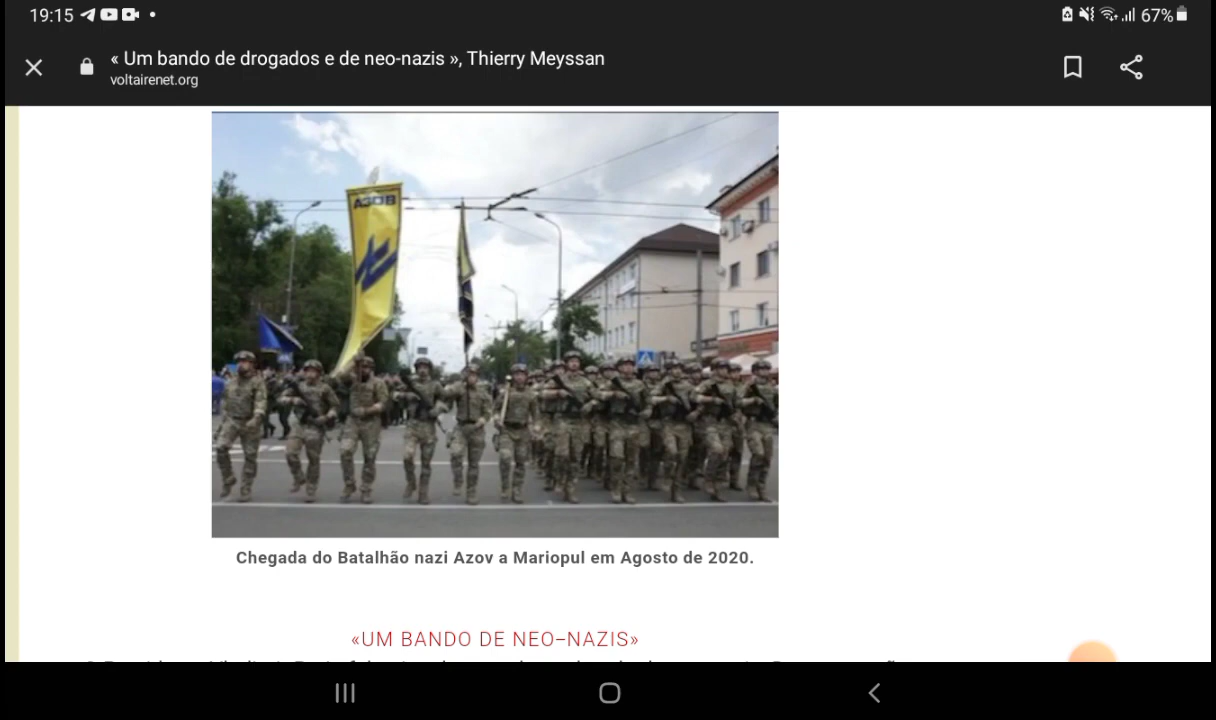 19:15
67%
« Um bando de drogados e de neo-nazis », Thierry Meyssan
voltairenet.org
АЗОВ
Chegada do Batalhão nazi Azov a Mariopul em Agosto de 2020.
«UM BANDO DE NEO–NAZIS»